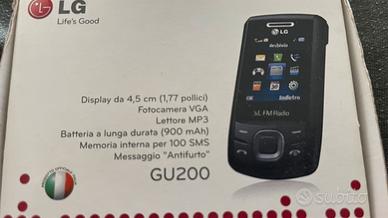 LG
Life's Good
LG
Archivio
Indietro
FM Radio
Display da 4,5 cm (1,77 pollici)
Fotocamera VGA
Lettore MP3
Batteria a lunga durata (900 mAh)
Memoria interna per 100 SMS
Messaggio "Antifurto"
GU200
subito